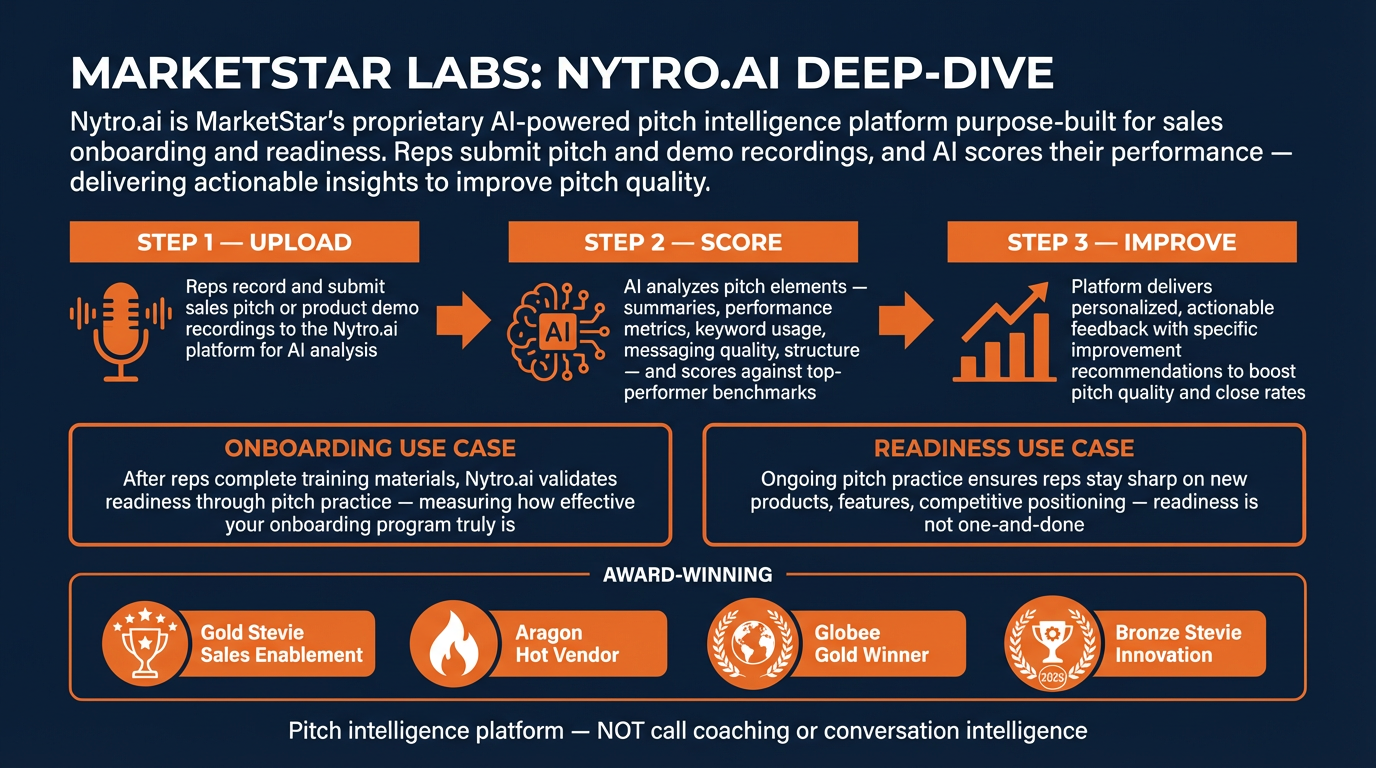 MARKETSTAR LABS: NYTRO.AI DEEP-DIVE
Nytro.ai is MarketStar's proprietary AI-powered pitch intelligence platform purpose-built for sales
onboarding and readiness. Reps submit pitch and demo recordings, and AI scores their performance —
delivering actionable insights to improve pitch quality.
STEP 1 — UPLOAD
Reps record and submit
sales pitch or product demo
recordings to the Nytro.ai
platform for AI analysis
STEP 2 — SCORE
AI
AI analyzes pitch elements —
summaries, performance
metrics, keyword usage,
messaging quality, structure
— and scores against top-
performer benchmarks
STEP 3 — IMPROVE
Platform delivers
personalized, actionable
feedback with specific
improvement
recommendations to boost
pitch quality and close rates
ONBOARDING USE CASE
After reps complete training materials, Nytro.ai validates
readiness through pitch practice — measuring how effective
your onboarding program truly is
READINESS USE CASE
Ongoing pitch practice ensures reps stay sharp on new
products, features, competitive positioning — readiness is
not one-and-done
AWARD-WINNING
Gold Stevie
Sales Enablement
Aragon
Hot Vendor
Globee
Gold Winner
Bronze Stevie
Innovation
Pitch intelligence platform — NOT call coaching or conversation intelligence